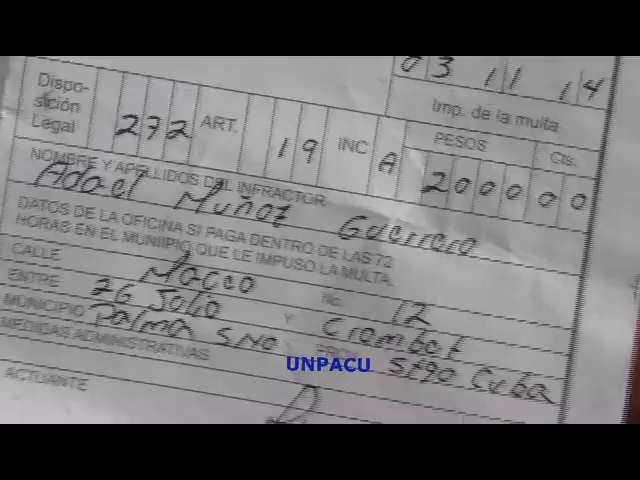 03 11 14
Imp. de la multa
Dispo-
sición
Legal
272 ART. 19 INC A
PESOS Cts.
2000 00
NOMBRE Y APELLIDOS DEL INFRACTOR
Adael Muñoz Guerrero
DATOS DE LA OFICINA SI PAGA DENTRO DE LAS 72
HORAS EN EL MUNIIPIO QUE LE IMPUSO LA MULTA.
CALLE Maceo No. 12
ENTRE 26 Julio Y Crombet
MUNICIPIO Palma S.no PROV. Stgo Cuba
MEDIDAS ADMINISTRATIVAS
UNPACU
ACTUANTE